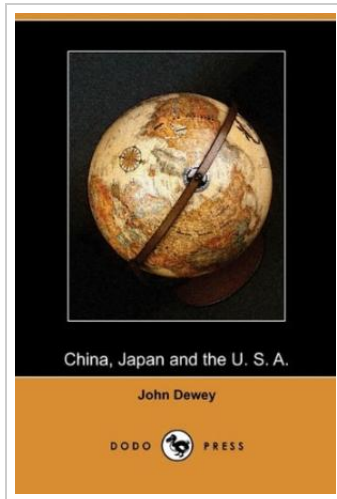 China, Japan and the U. S. A.
John Dewey
DODO PRESS